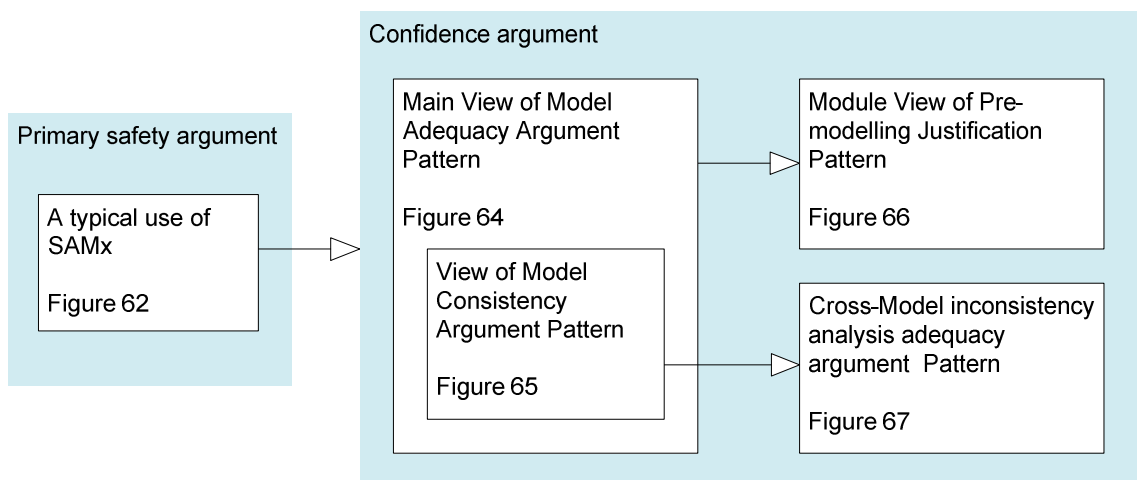 Primary safety argument
A typical use of
SAMx
Figure 62
Confidence argument
Main View of Model
Adequacy Argument
Pattern
Figure 64
View of Model
Consistency
Argument Pattern
Figure 65
Module View of Pre-
modelling Justification
Pattern
Figure 66
Cross-Model inconsistency
analysis adequacy
argument Pattern
Figure 67